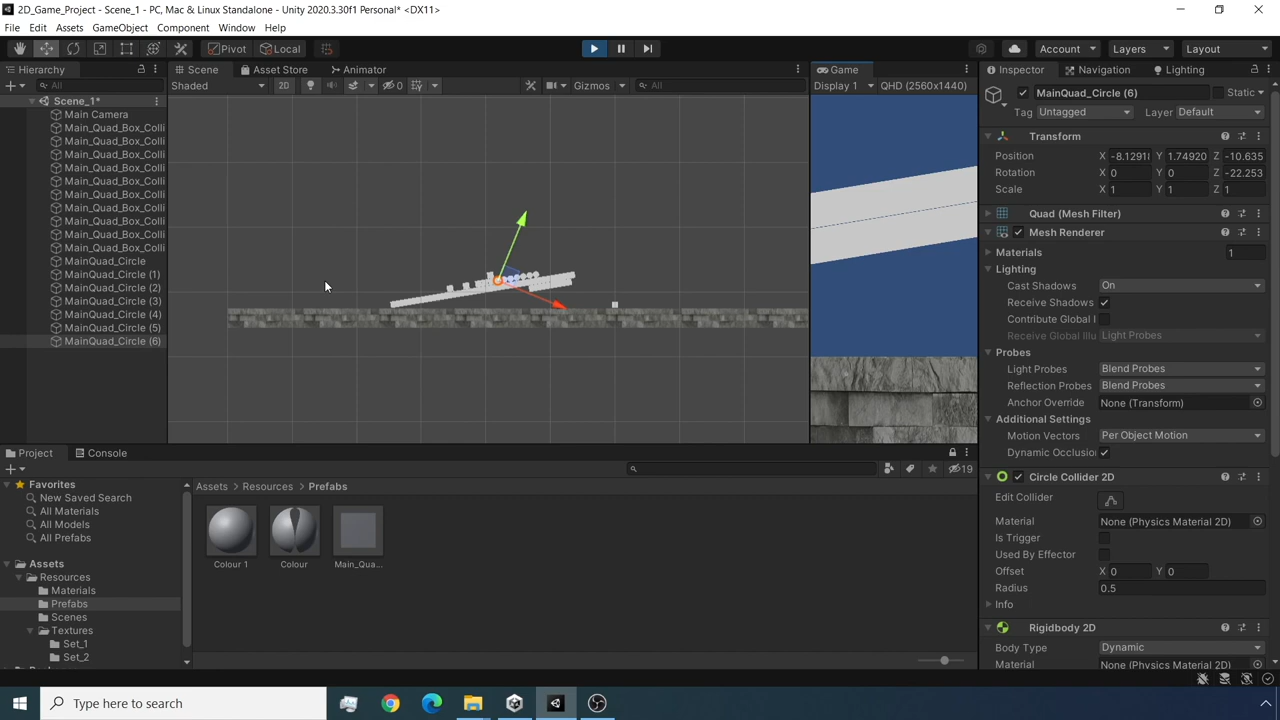 2D_Game_Project - Scene_1 - PC, Mac & Linux Standalone - Unity 2020.3.30f1 Personal* <DX11>
File Edit Assets GameObject Component Window Help
Pivot Local Account Layers Layout
Hierarchy Scene Asset Store Animator Game Inspector Navigation Lighting
All Shaded 2D 0 Gizmos All Display 1 QHD (2560x1440)
MainQuad_Circle (6) Static
Scene_1*
Tag Untagged Layer Default
Main Camera
Main_Quad_Box_Colli
Main_Quad_Box_Colli
Main_Quad_Box_Colli
Main_Quad_Box_Colli
Main_Quad_Box_Colli
Main_Quad_Box_Colli
Main_Quad_Box_Colli
Main_Quad_Box_Colli
Main_Quad_Box_Colli
Main_Quad_Box_Colli
MainQuad_Circle
MainQuad_Circle (1)
MainQuad_Circle (2)
MainQuad_Circle (3)
MainQuad_Circle (4)
MainQuad_Circle (5)
MainQuad_Circle (6)
Transform
Position X -8.1291 Y 1.74920 Z -10.635
Rotation X 0 Y 0 Z -22.253
Scale X 1 Y 1 Z 1
Quad (Mesh Filter)
Mesh Renderer
Materials 1
Lighting
Cast Shadows On
Receive Shadows
Contribute Global I
Receive Global Illu Light Probes
Probes
Light Probes Blend Probes
Reflection Probes Blend Probes
Anchor Override None (Transform)
Additional Settings
Motion Vectors Per Object Motion
Dynamic Occlusion
Circle Collider 2D
Edit Collider
Material None (Physics Material 2D)
Is Trigger
Used By Effector
Offset X 0 Y 0
Radius 0.5
Info
Rigidbody 2D
Body Type Dynamic
Material None (Physics Material 2D)
Project Console
19
Favorites
New Saved Search
All Materials
All Models
All Prefabs
Assets
Resources
Materials
Prefabs
Scenes
Textures
Set_1
Set_2
Assets > Resources > Prefabs
Colour 1 Colour Main_Qua...
Type here to search